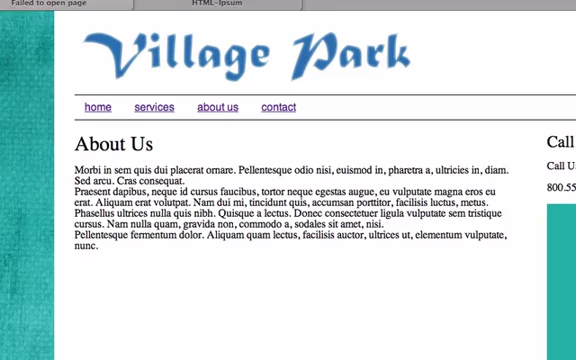 Failed to open page HTML-Ipsum
Village Park
home services about us contact
About Us
Morbi in sem quis dui placerat ornare. Pellentesque odio nisi, euismod in, pharetra a, ultricies in, diam.
Sed arcu. Cras consequat.
Praesent dapibus, neque id cursus faucibus, tortor neque egestas augue, eu vulputate magna eros eu
erat. Aliquam erat volutpat. Nam dui mi, tincidunt quis, accumsan porttitor, facilisis luctus, metus.
Phasellus ultrices nulla quis nibh. Quisque a lectus. Donec consectetuer ligula vulputate sem tristique
cursus. Nam nulla quam, gravida non, commodo a, sodales sit amet, nisi.
Pellentesque fermentum dolor. Aliquam quam lectus, facilisis auctor, ultrices ut, elementum vulputate,
nunc.
Call
Call U
800.55